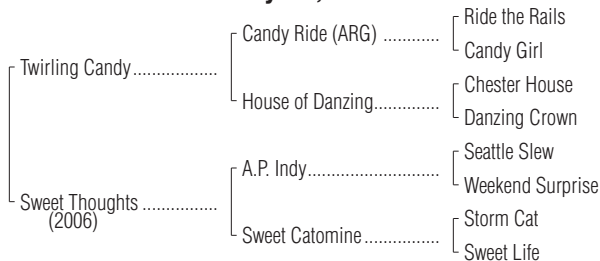 Ride the Rails
Candy Ride (ARG) ............
Candy Girl
Twirling Candy.................
Chester House
House of Danzing..............
Danzing Crown
Seattle Slew
A.P. Indy............................
Weekend Surprise
Sweet Thoughts ...............
(2006)
Storm Cat
Sweet Catomine ................
Sweet Life